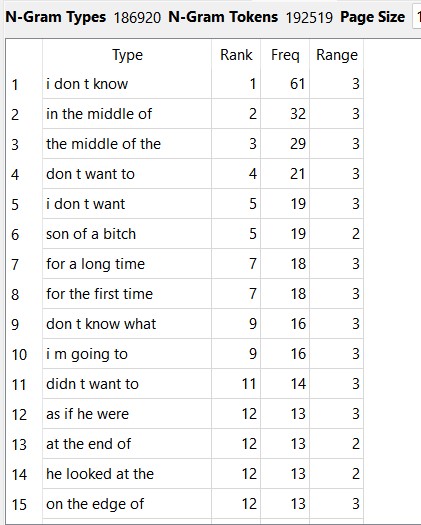 N-Gram Types 186920 N-Gram Tokens 192519 Page Size 1
Type Rank Freq Range
1 i don t know 1 61 3
2 in the middle of 2 32 3
3 the middle of the 3 29 3
4 don t want to 4 21 3
5 i don t want 5 19 3
6 son of a bitch 5 19 2
7 for a long time 7 18 3
8 for the first time 7 18 3
9 don t know what 9 16 3
10 i m going to 9 16 3
11 didn t want to 11 14 3
12 as if he were 12 13 3
13 at the end of 12 13 2
14 he looked at the 12 13 2
15 on the edge of 12 13 3